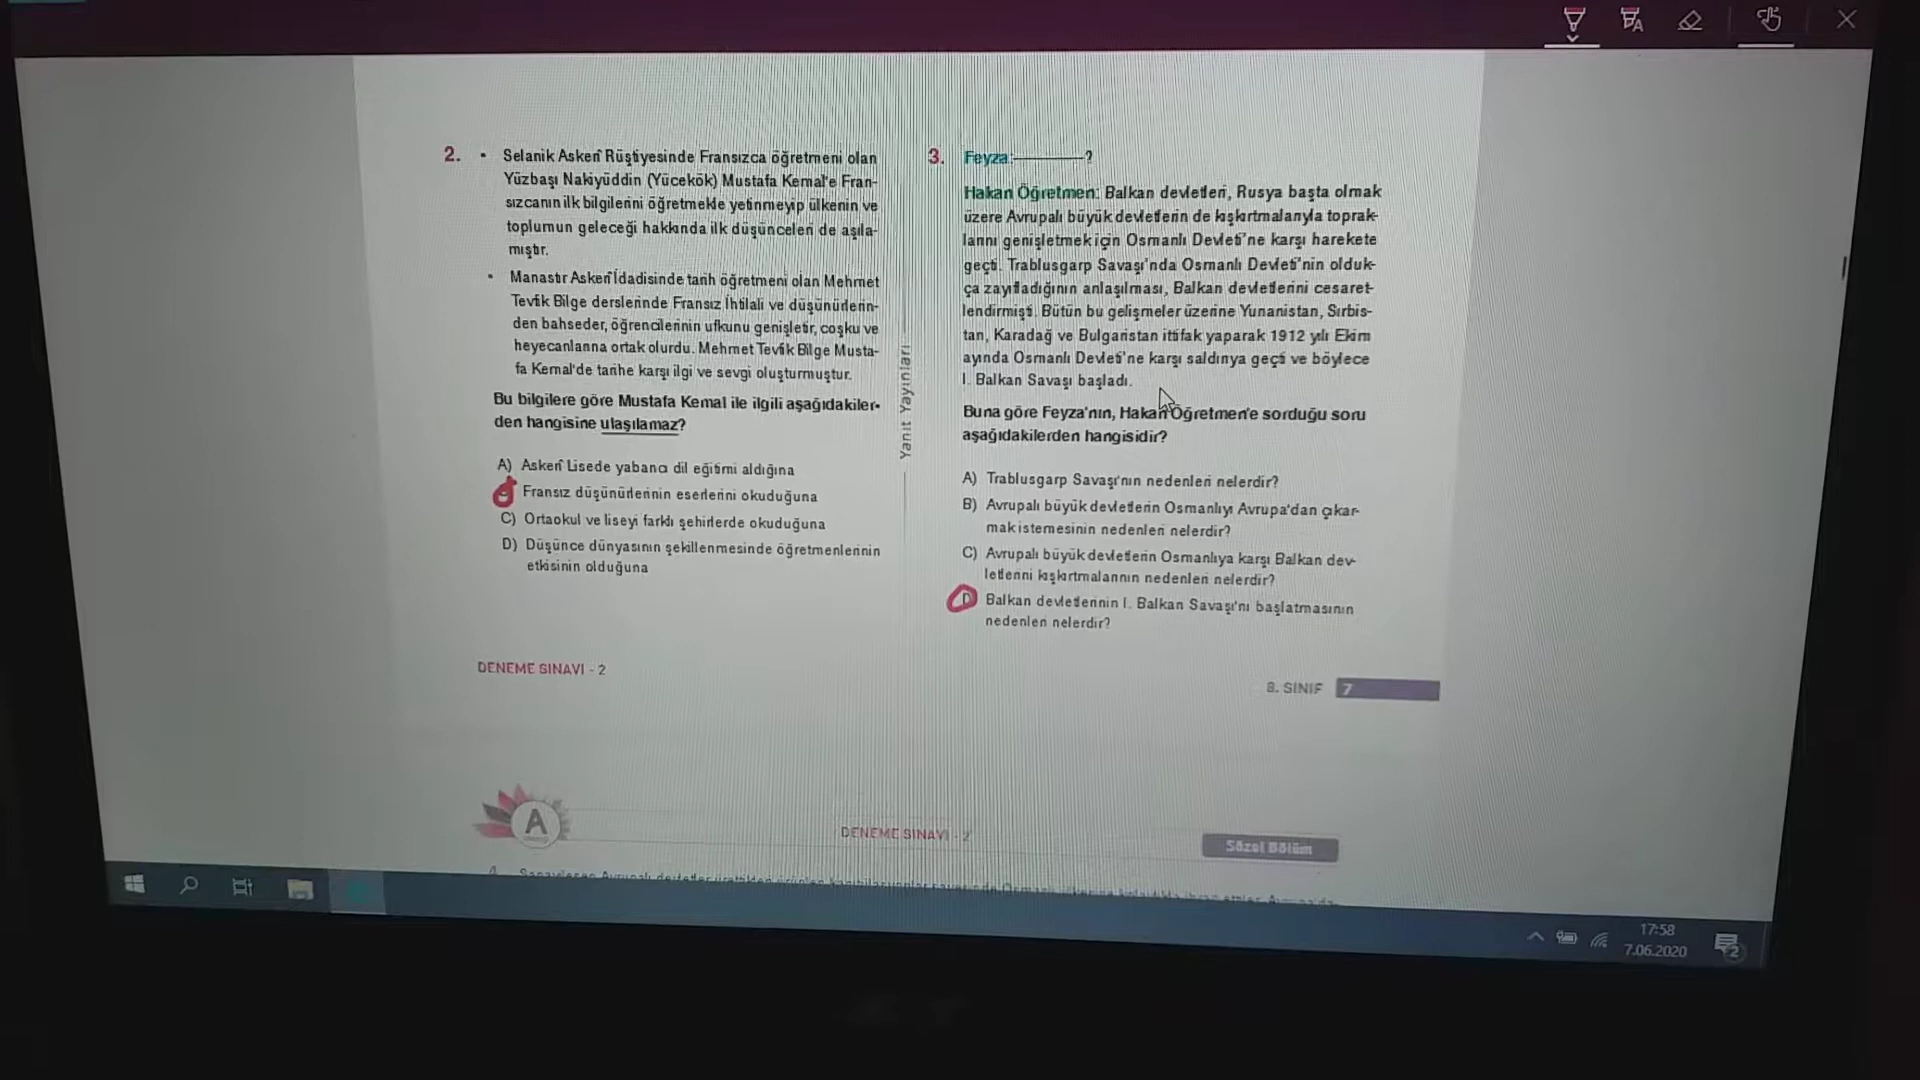 2. • Selanik Askerî Rüştiyesinde Fransızca öğretmeni olan
Yüzbaşı Nakiyüddin (Yücekök) Mustafa Kemal'e Fran-
sızcanın ilk bilgilerini öğretmekle yetinmeyip ülkenin ve
toplumun geleceği hakkında ilk düşünceleri de aşıla-
mıştır.
• Manastır Askerî İdadisinde tarih öğretmeni olan Mehmet
Tevfik Bilge derslerinde Fransız İhtilali ve düşünürlerin-
den bahseder, öğrencilerinin ufkunu genişletir, coşku ve
heyecanlarına ortak olurdu. Mehmet Tevfik Bilge Musta-
fa Kemal'de tarihe karşı ilgi ve sevgi oluşturmuştur.
Bu bilgilere göre Mustafa Kemal ile ilgili aşağıdakiler-
den hangisine ulaşılamaz?
A) Askerî Lisede yabancı dil eğitimi aldığına
Fransız düşünürlerinin eserlerini okuduğuna
C) Ortaokul ve liseyi farklı şehirlerde okuduğuna
D) Düşünce dünyasının şekillenmesinde öğretmenlerinin
etkisinin olduğuna
DENEME SINAVI - 2
Yanıt Yayınları
3. Feyza: ?
Hakan Öğretmen: Balkan devletleri, Rusya başta olmak
üzere Avrupalı büyük devletlerin de kışkırtmalarıyla toprak-
larını genişletmek için Osmanlı Devleti'ne karşı harekete
geçti. Trablusgarp Savaşı'nda Osmanlı Devleti'nin olduk-
ça zayıfladığının anlaşılması, Balkan devletlerini cesaret-
lendirmişti. Bütün bu gelişmeler üzerine Yunanistan, Sırbis-
tan, Karadağ ve Bulgaristan ittifak yaparak 1912 yılı Ekim
ayında Osmanlı Devleti'ne karşı saldırıya geçti ve böylece
I. Balkan Savaşı başladı.
Buna göre Feyza'nın, Hakan Öğretmen'e sorduğu soru
aşağıdakilerden hangisidir?
A) Trablusgarp Savaşı'nın nedenleri nelerdir?
B) Avrupalı büyük devletlerin Osmanlıyı Avrupa'dan çıkar-
mak istemesinin nedenleri nelerdir?
C) Avrupalı büyük devletlerin Osmanlıya karşı Balkan dev-
letlerini kışkırtmalarının nedenleri nelerdir?
D Balkan devletlerinin I. Balkan Savaşı'nı başlatmasının
nedenleri nelerdir?
8. SINIF 7
A
DENEME SINAVI - 2
Sözel Bölüm
17:58
7.06.2020
2